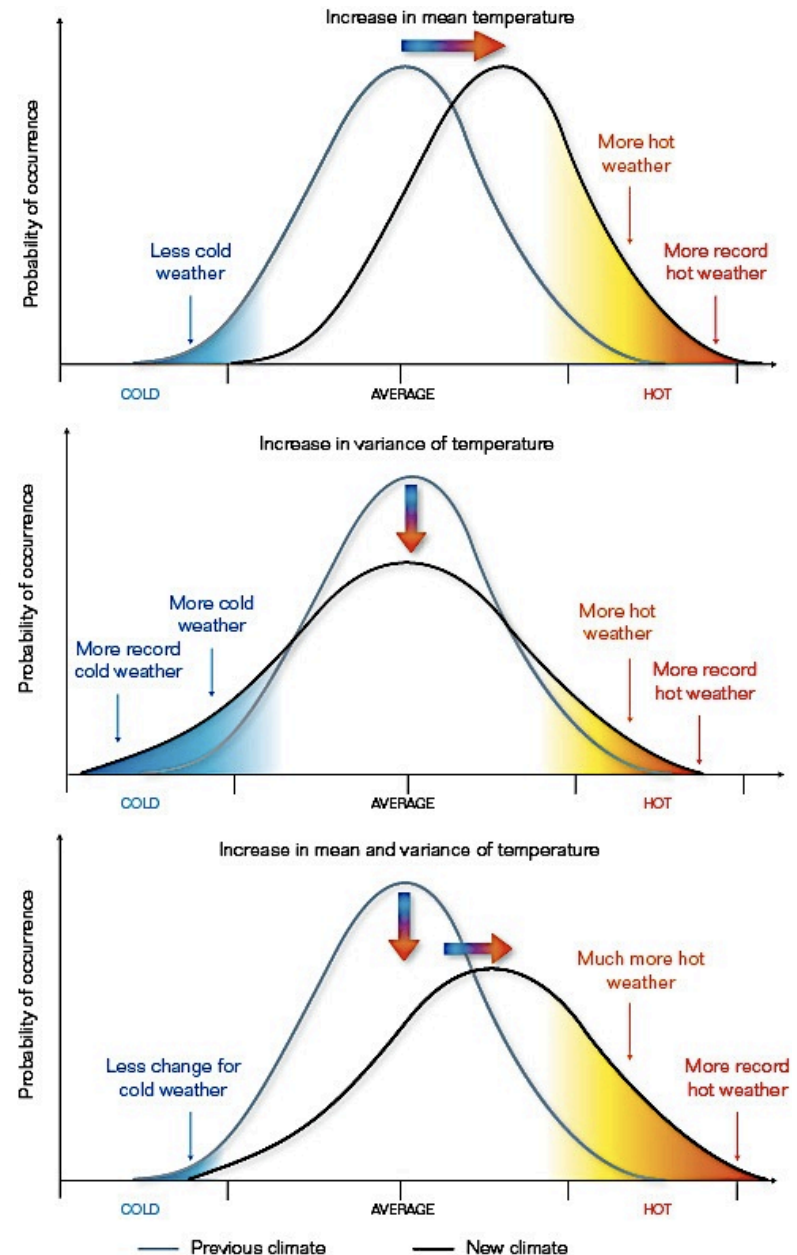 Increase in mean temperature
Probability of occurrence
More hot
weather
Less cold
weather
More record
hot weather
COLD
AVERAGE
HOT
Increase in variance of temperature
Probability of occurrence
More cold
weather
More record
cold weather
More hot
weather
More record
hot weather
COLD
AVERAGE
HOT
Increase in mean and variance of temperature
Probability of occurrence
Much more hot
weather
Less change for
cold weather
More record
hot weather
COLD
AVERAGE
HOT
Previous climate
New climate